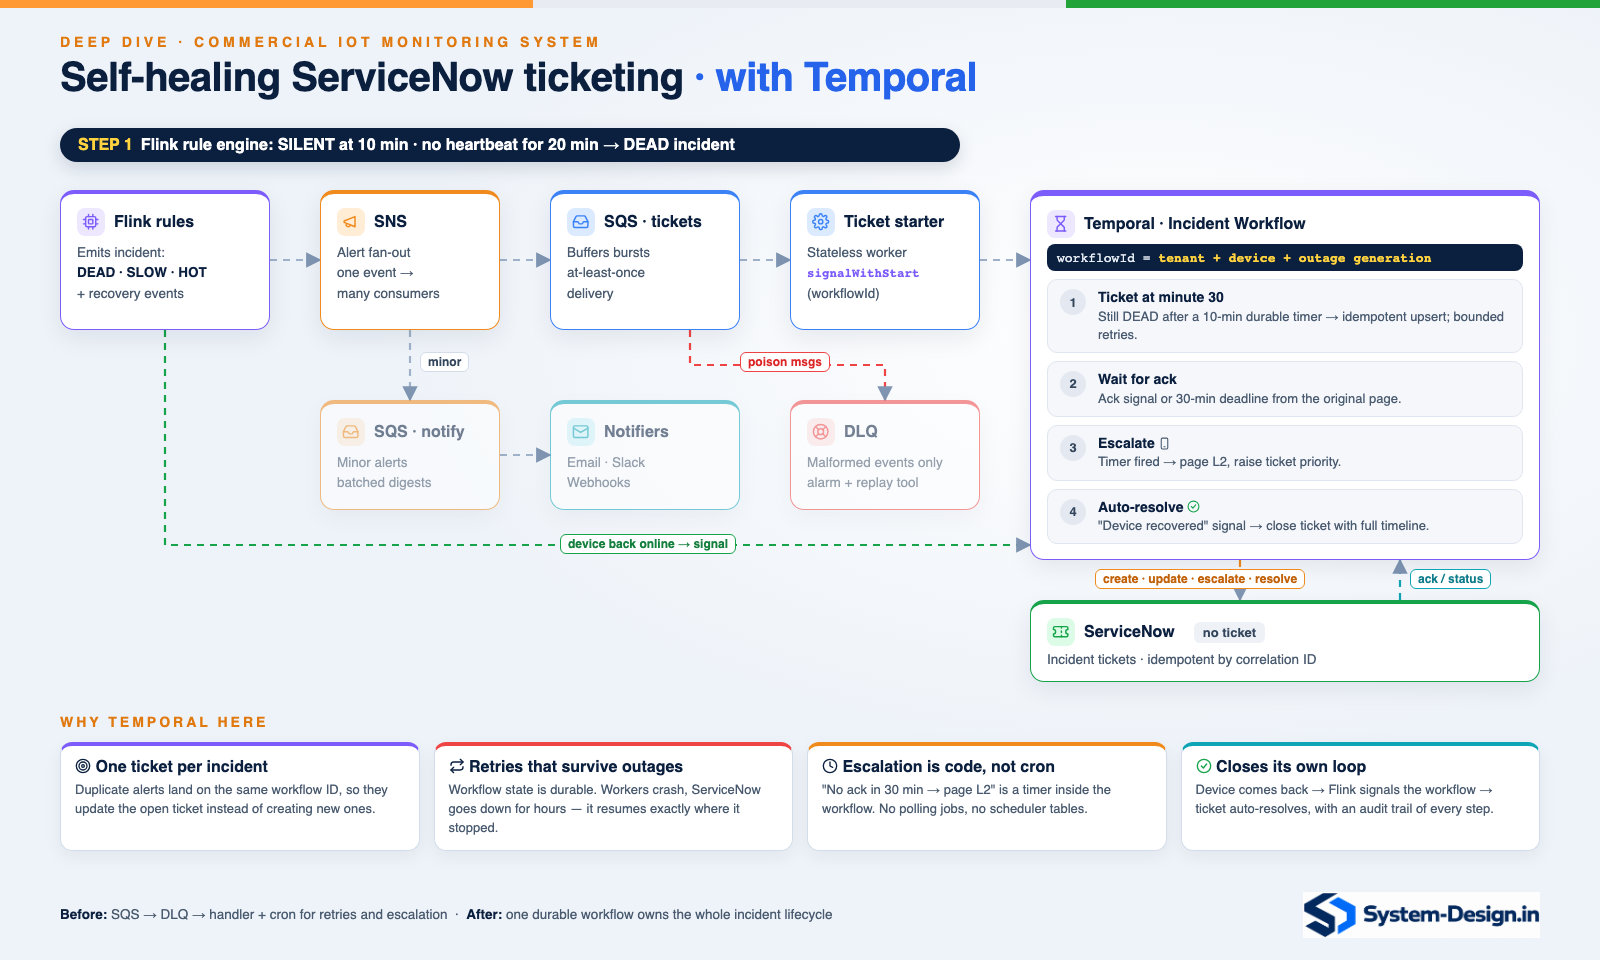 DEEP DIVE · COMMERCIAL IOT MONITORING SYSTEM
Self-healing ServiceNow ticketing · with Temporal
STEP 1 Flink rule engine: SILENT at 10 min · no heartbeat for 20 min → DEAD incident
Flink rules
Emits incident:
DEAD · SLOW · HOT
+ recovery events
SNS
Alert fan-out
one event →
many consumers
SQS · tickets
Buffers bursts
at-least-once
delivery
Ticket starter
Stateless worker
signalWithStart
(workflowId)
Temporal · Incident Workflow
workflowId = tenant + device + outage generation
1
Ticket at minute 30
Still DEAD after a 10-min durable timer → idempotent upsert; bounded
retries.
2
Wait for ack
Ack signal or 30-min deadline from the original page.
3
Escalate
Timer fired → page L2, raise ticket priority.
4
Auto-resolve
"Device recovered" signal → close ticket with full timeline.
minor
poison msgs
SQS · notify
Minor alerts
batched digests
Notifiers
Email · Slack
Webhooks
DLQ
Malformed events only
alarm + replay tool
device back online → signal
create · update · escalate · resolve
ack / status
ServiceNow
no ticket
Incident tickets · idempotent by correlation ID
WHY TEMPORAL HERE
One ticket per incident
Duplicate alerts land on the same workflow ID, so they
update the open ticket instead of creating new ones.
Retries that survive outages
Workflow state is durable. Workers crash, ServiceNow
goes down for hours — it resumes exactly where it
stopped.
Escalation is code, not cron
"No ack in 30 min → page L2" is a timer inside the
workflow. No polling jobs, no scheduler tables.
Closes its own loop
Device comes back → Flink signals the workflow →
ticket auto-resolves, with an audit trail of every step.
Before: SQS → DLQ → handler + cron for retries and escalation · After: one durable workflow owns the whole incident lifecycle
System-Design.in